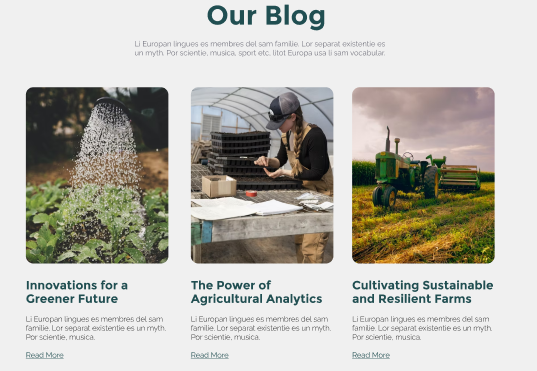 Our Blog
Li Europan lingues es membres del sam familie. Lor separat existentie es
un myth. Por scientie, musica, sport etc, litot Europa usa li sam vocabular.
Innovations for a
Greener Future
Li Europan lingues es membres del sam
familie. Lor separat existentie es un myth.
Por scientie, musica.
Read More
The Power of
Agricultural Analytics
Li Europan lingues es membres del sam
familie. Lor separat existentie es un myth.
Por scientie, musica.
Read More
Cultivating Sustainable
and Resilient Farms
Li Europan lingues es membres del sam
familie. Lor separat existentie es un myth.
Por scientie, musica.
Read More